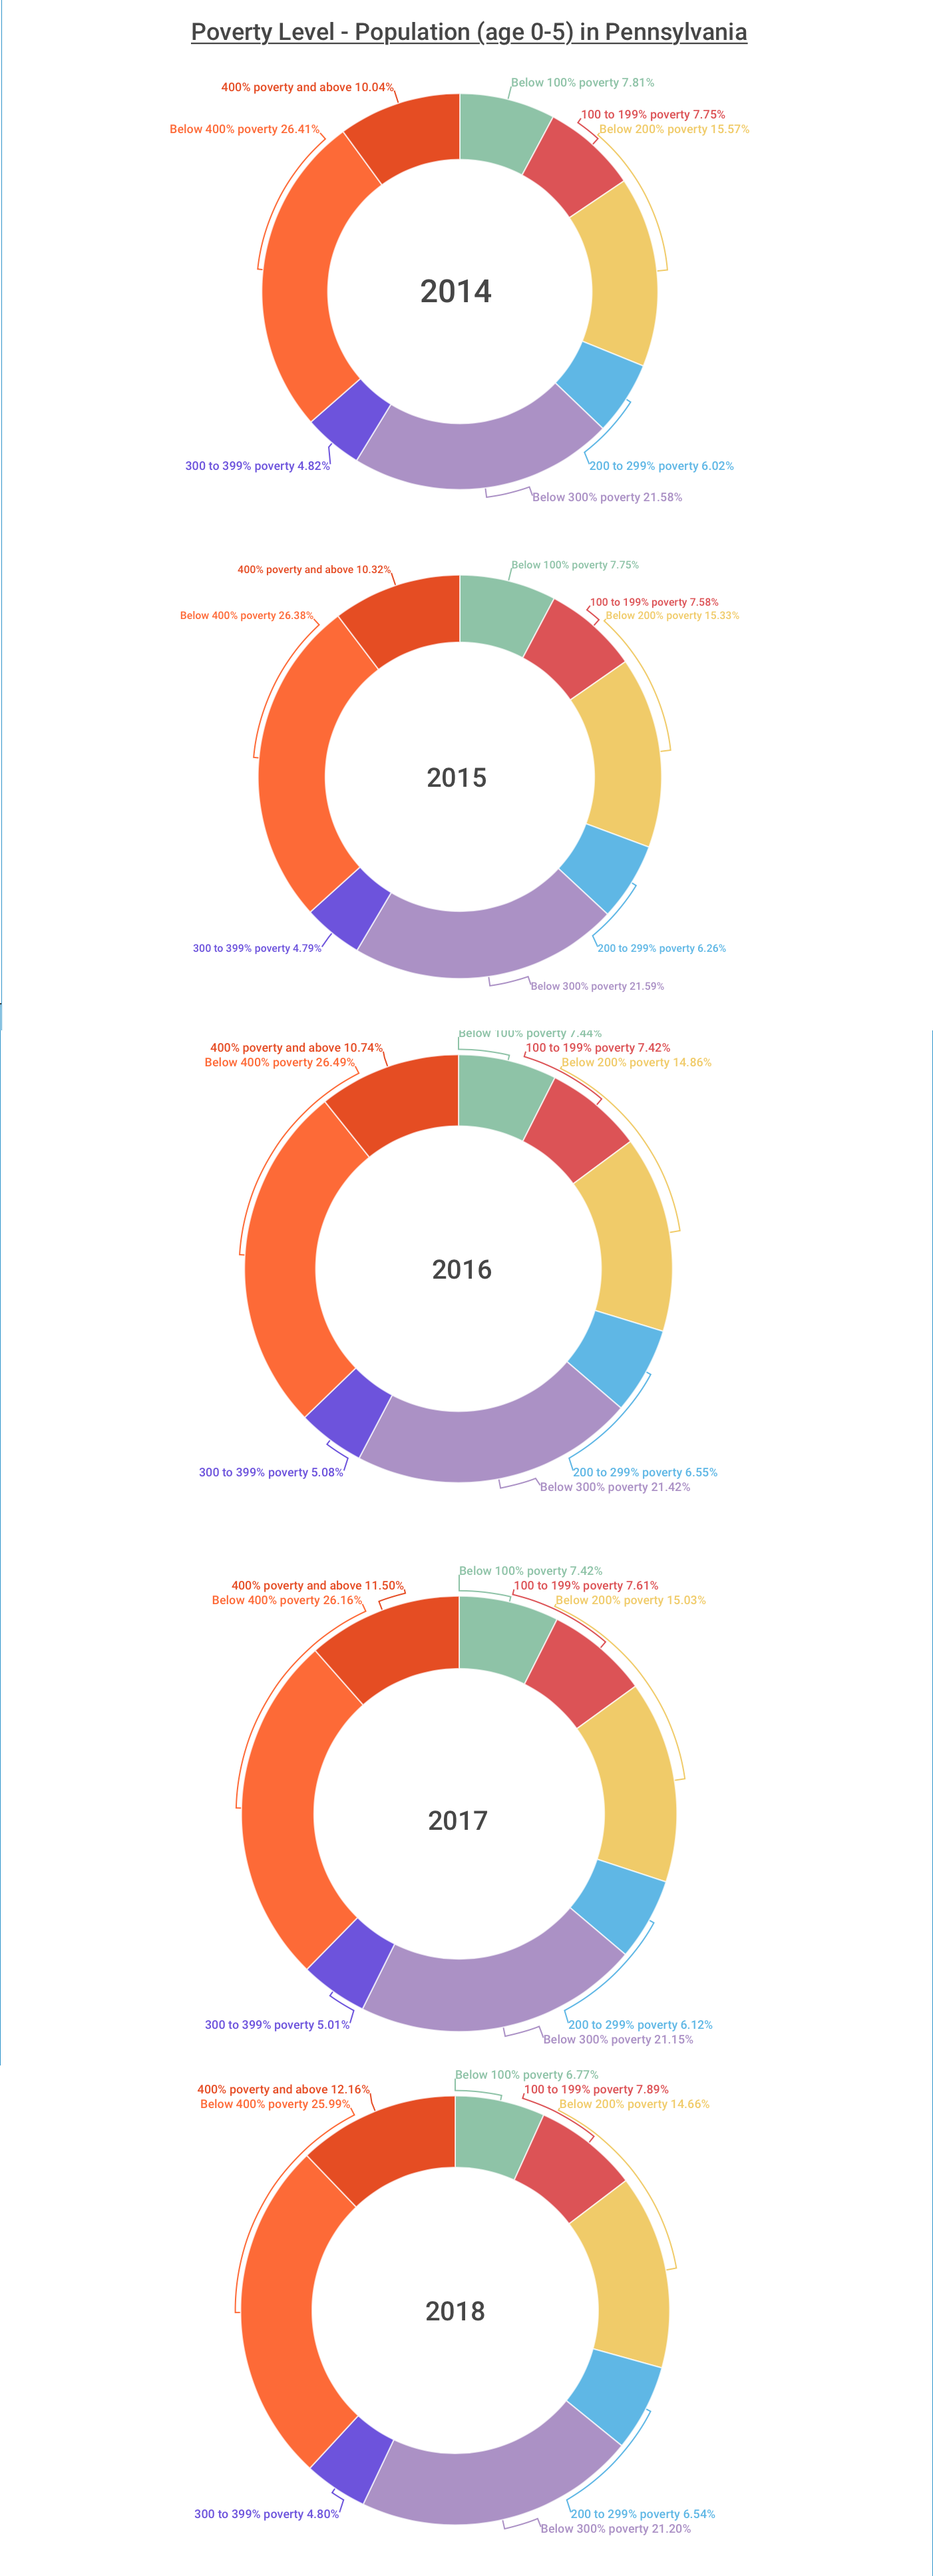 Poverty Level - Population (age 0-5) in Pennsylvania
Below 100% poverty 7.81%
400% poverty and above 10.04%
100 to 199% poverty 7.75%
Below 400% poverty 26.41%
Below 200% poverty 15.57%
2014
300 to 399% poverty 4.82%
200 to 299% poverty 6.02%
Below 300% poverty 21.58%
Below 100% poverty 7.75%
400% poverty and above 10.32%
100 to 199% poverty 7.58%
Below 400% poverty 26.38%
Below 200% poverty 15.33%
2015
300 to 399% poverty 4.79%
200 to 299% poverty 6.26%
Below 300% poverty 21.59%
Below 100% poverty 7.44%
400% poverty and above 10.74%
100 to 199% poverty 7.42%
Below 400% poverty 26.49%
Below 200% poverty 14.86%
2016
300 to 399% poverty 5.08%
200 to 299% poverty 6.55%
Below 300% poverty 21.42%
Below 100% poverty 7.42%
400% poverty and above 11.50%
100 to 199% poverty 7.61%
Below 400% poverty 26.16%
Below 200% poverty 15.03%
2017
300 to 399% poverty 5.01%
200 to 299% poverty 6.12%
Below 300% poverty 21.15%
Below 100% poverty 6.77%
400% poverty and above 12.16%
100 to 199% poverty 7.89%
Below 400% poverty 25.99%
Below 200% poverty 14.66%
2018
300 to 399% poverty 4.80%
200 to 299% poverty 6.54%
Below 300% poverty 21.20%